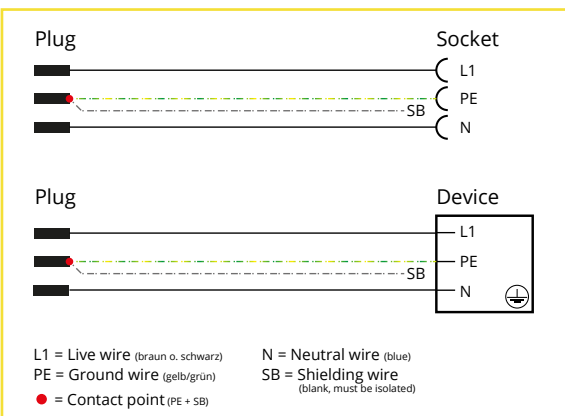 Plug Socket
L1
PE
SB
N
Plug Device
L1
PE
SB
N
L1 = Live wire (braun o. schwarz)
PE = Ground wire (gelb/grün)
= Contact point (PE + SB)
N = Neutral wire (blue)
SB = Shielding wire
(blank, must be isolated)